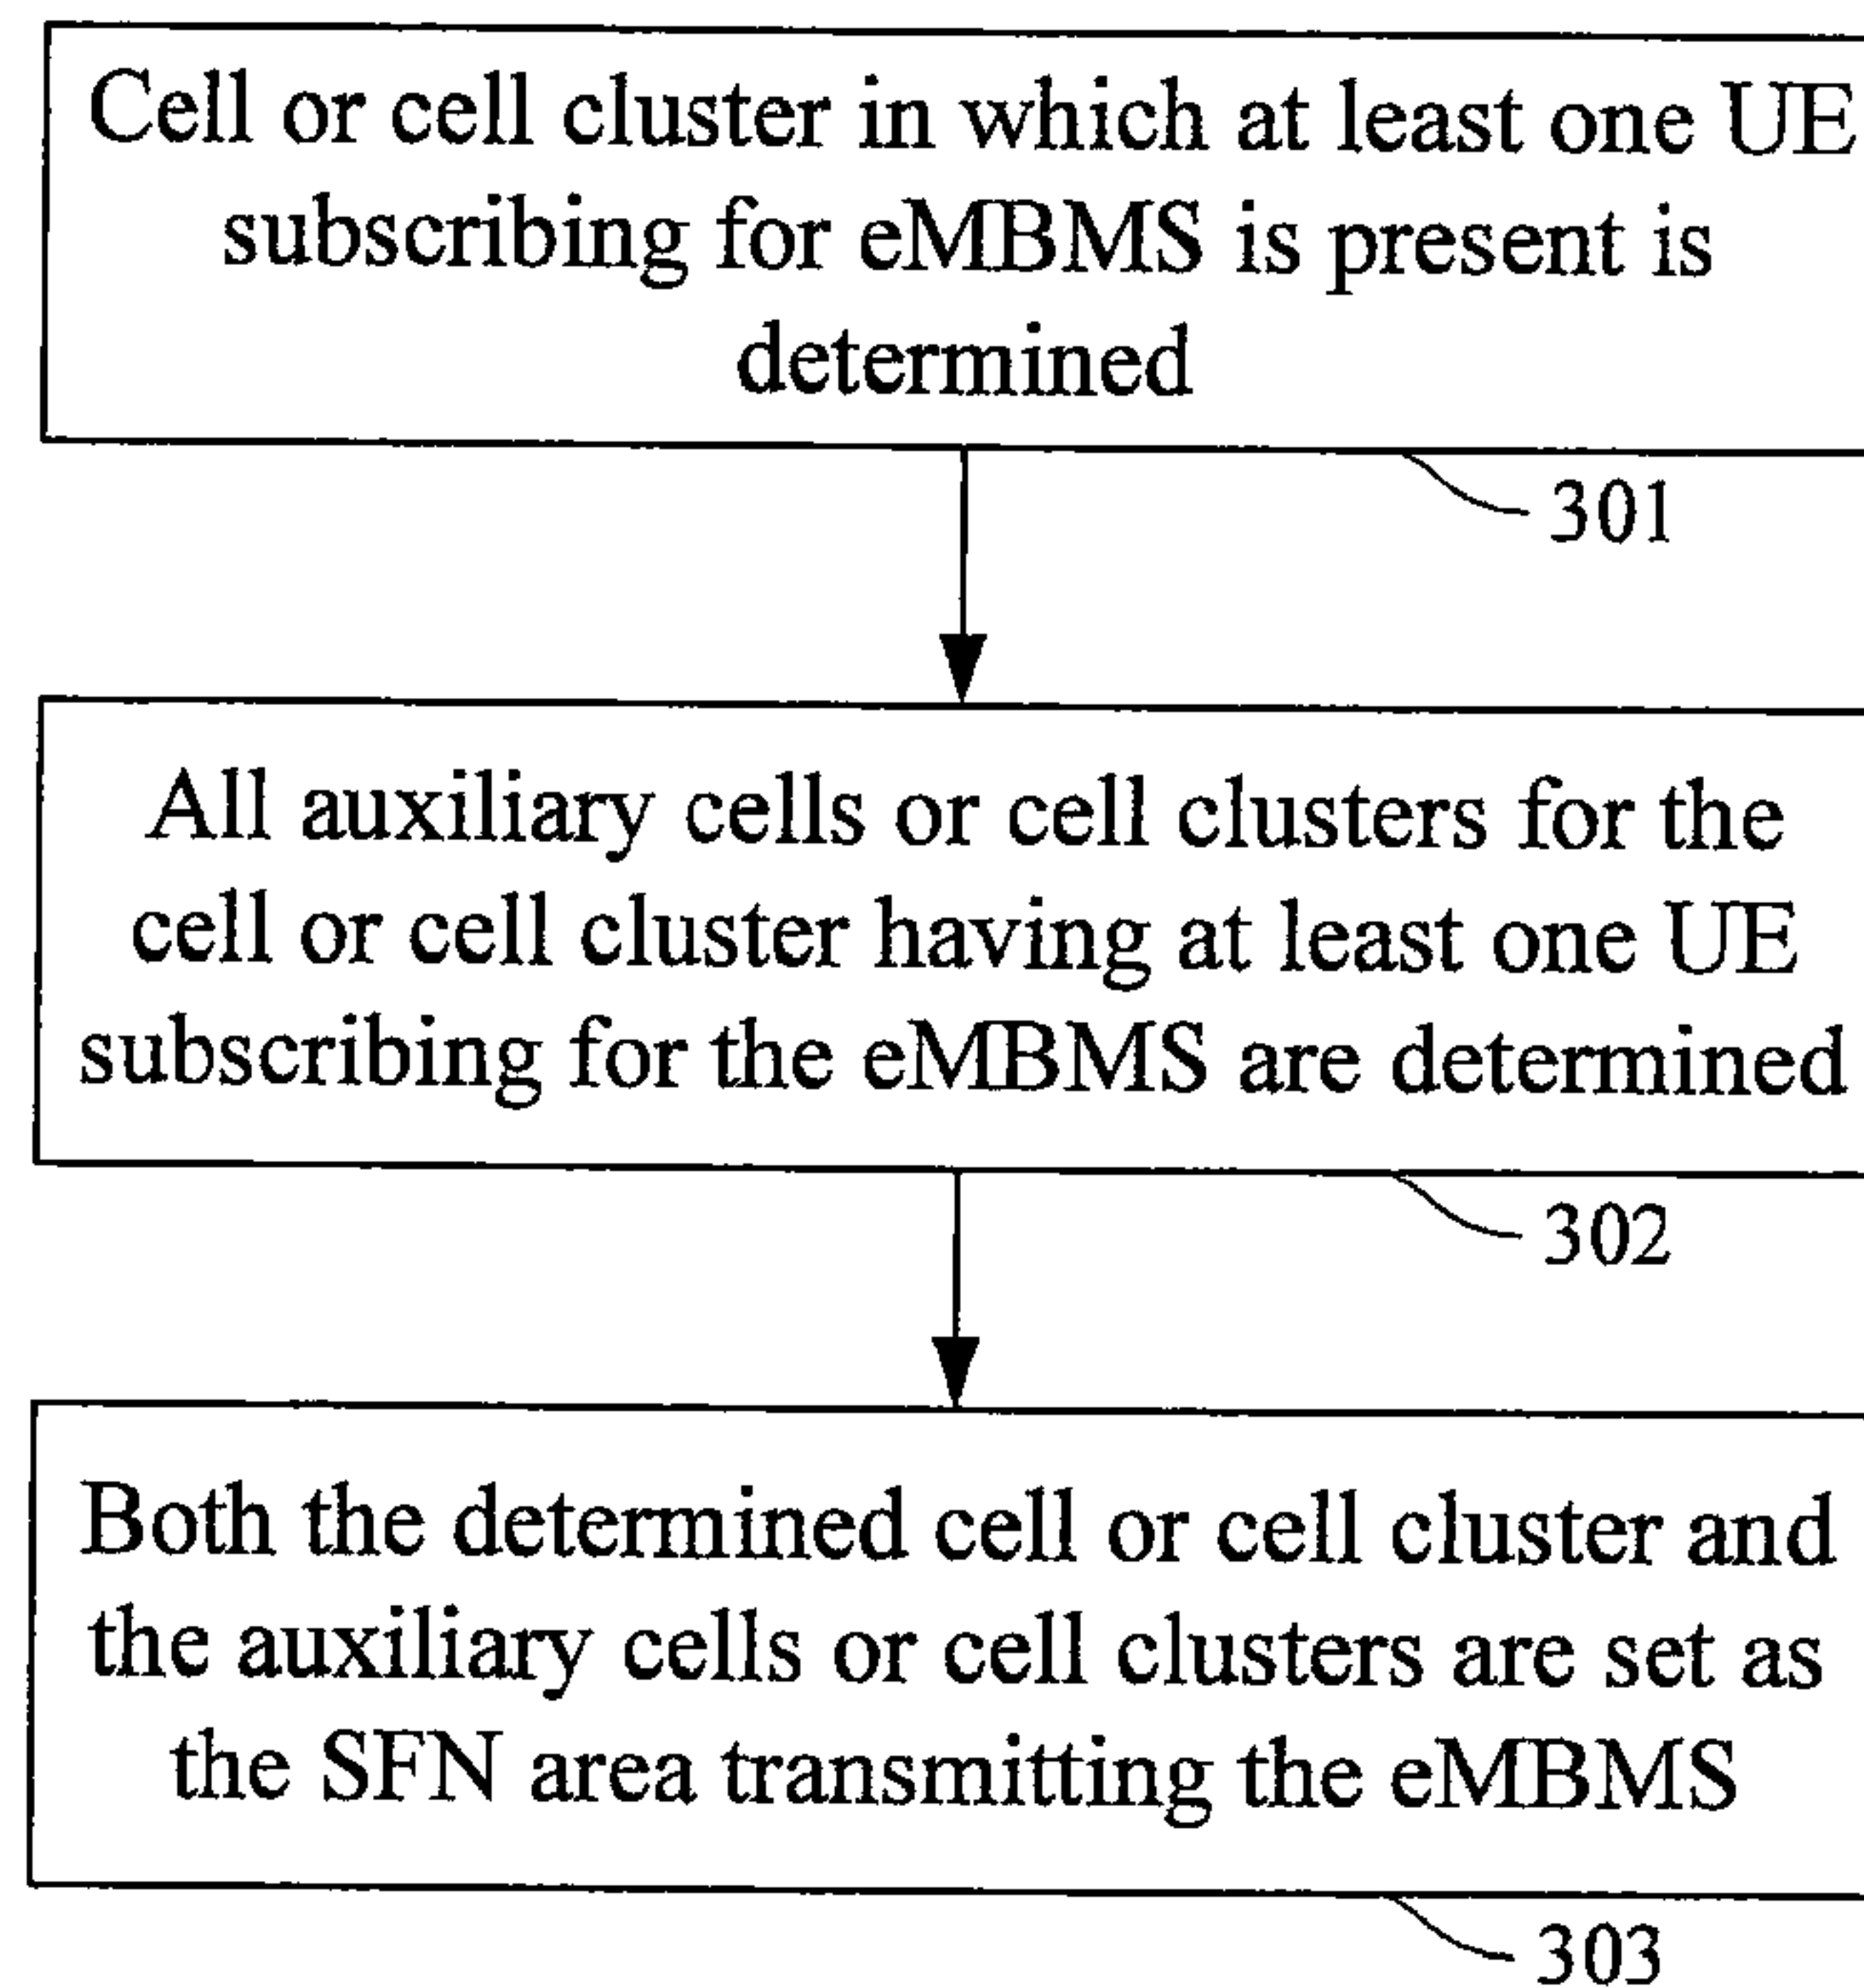 Cell or cell cluster in which at least one UE
subscribing for eMBMS is present is
determined
301
All auxiliary cells or cell clusters for the
cell or cell cluster having at least one UE
subscribing for the eMBMS are determined
302
Both the determined cell or cell cluster and
the auxiliary cells or cell clusters are set as
the SFN area transmitting the eMBMS
303